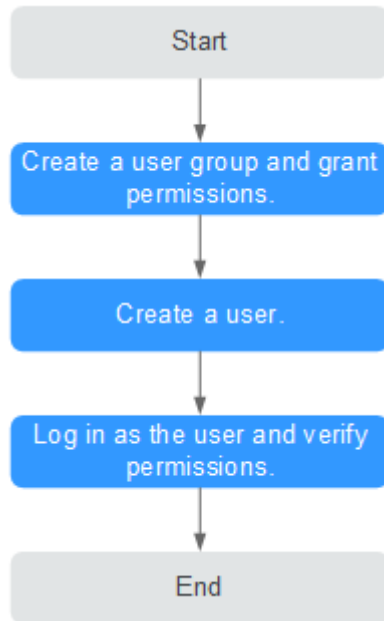 Start
Create a user group and grant
permissions.
Create a user.
Log in as the user and verify
permissions.
End